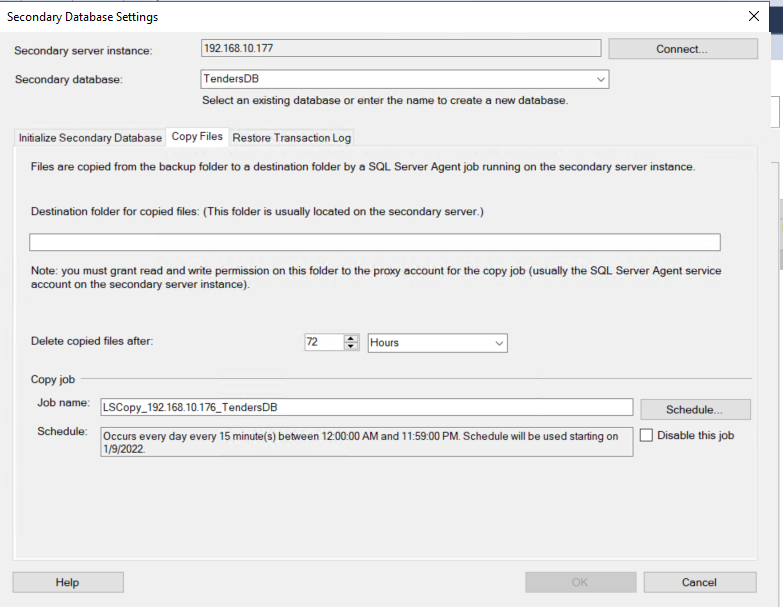 Secondary Database Settings
Secondary server instance: 192.168.10.177 Connect...
Secondary database: TendersDB
Select an existing database or enter the name to create a new database.
Initialize Secondary Database Copy Files Restore Transaction Log
Files are copied from the backup folder to a destination folder by a SQL Server Agent job running on the secondary server instance.
Destination folder for copied files: (This folder is usually located on the secondary server.)
Note: you must grant read and write permission on this folder to the proxy account for the copy job (usually the SQL Server Agent service
account on the secondary server instance).
Delete copied files after: 72 Hours
Copy job
Job name: LSCopy_192.168.10.176_TendersDB Schedule...
Schedule: Occurs every day every 15 minute(s) between 12:00:00 AM and 11:59:00 PM. Schedule will be used starting on Disable this job
1/9/2022.
Help OK Cancel